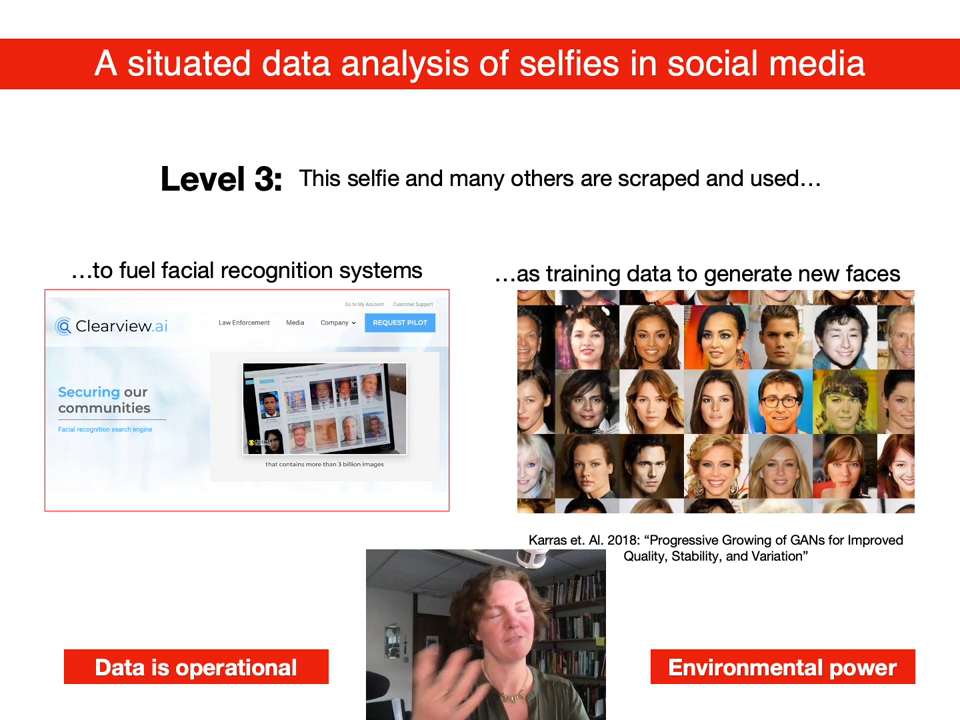 A situated data analysis of selfies in social media
Level 3: This selfie and many others are scraped and used…
…to fuel facial recognition systems
…as training data to generate new faces
Go to My Account Customer Support
Clearview.ai
Law Enforcement Media Company REQUEST PILOT
Securing our
communities
Facial recognition search engine
that contains more than 3 billion images
Karras et. Al. 2018: “Progressive Growing of GANs for Improved
Quality, Stability, and Variation”
Data is operational
Environmental power